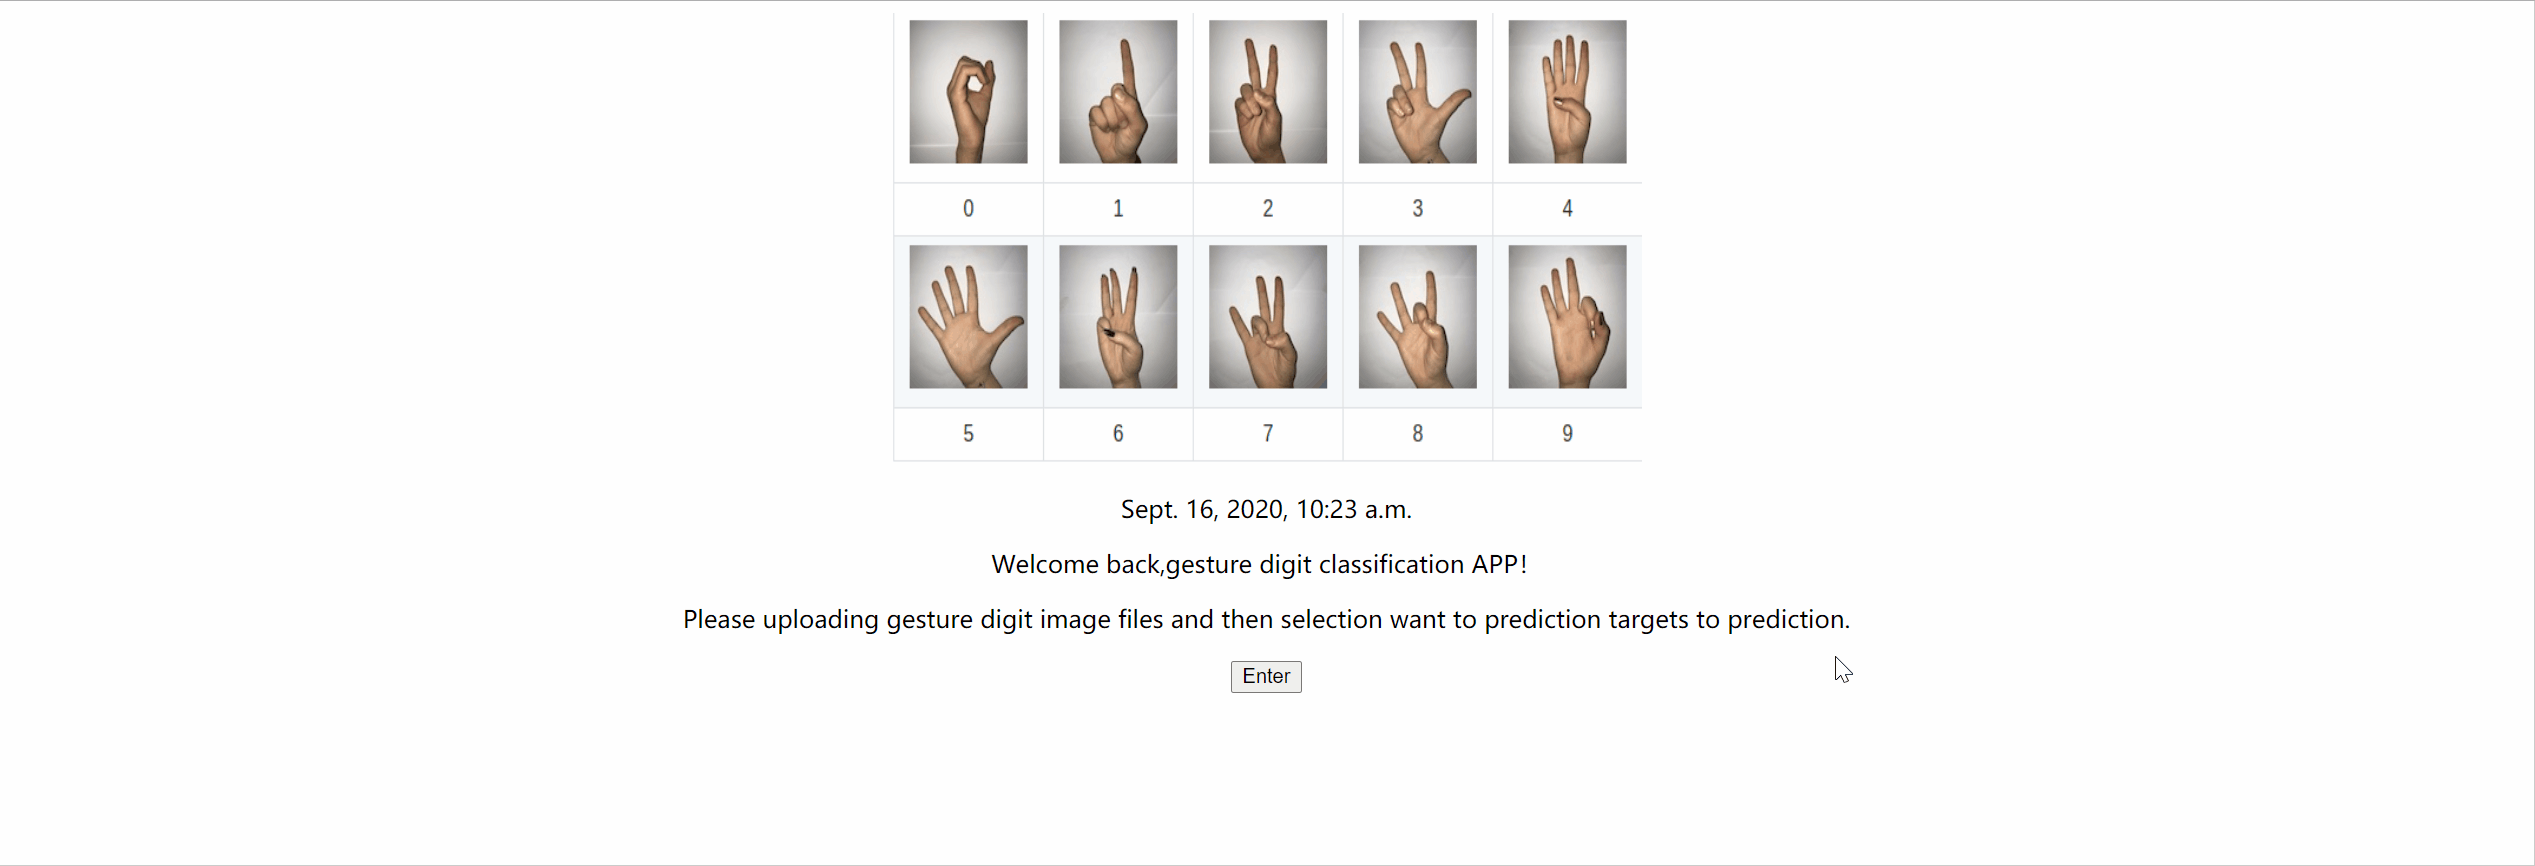 0 1 2 3 4
5 6 7 8 9
Sept. 16, 2020, 10:23 a.m.
Welcome back,gesture digit classification APP!
Please uploading gesture digit image files and then selection want to prediction targets to prediction.
Enter